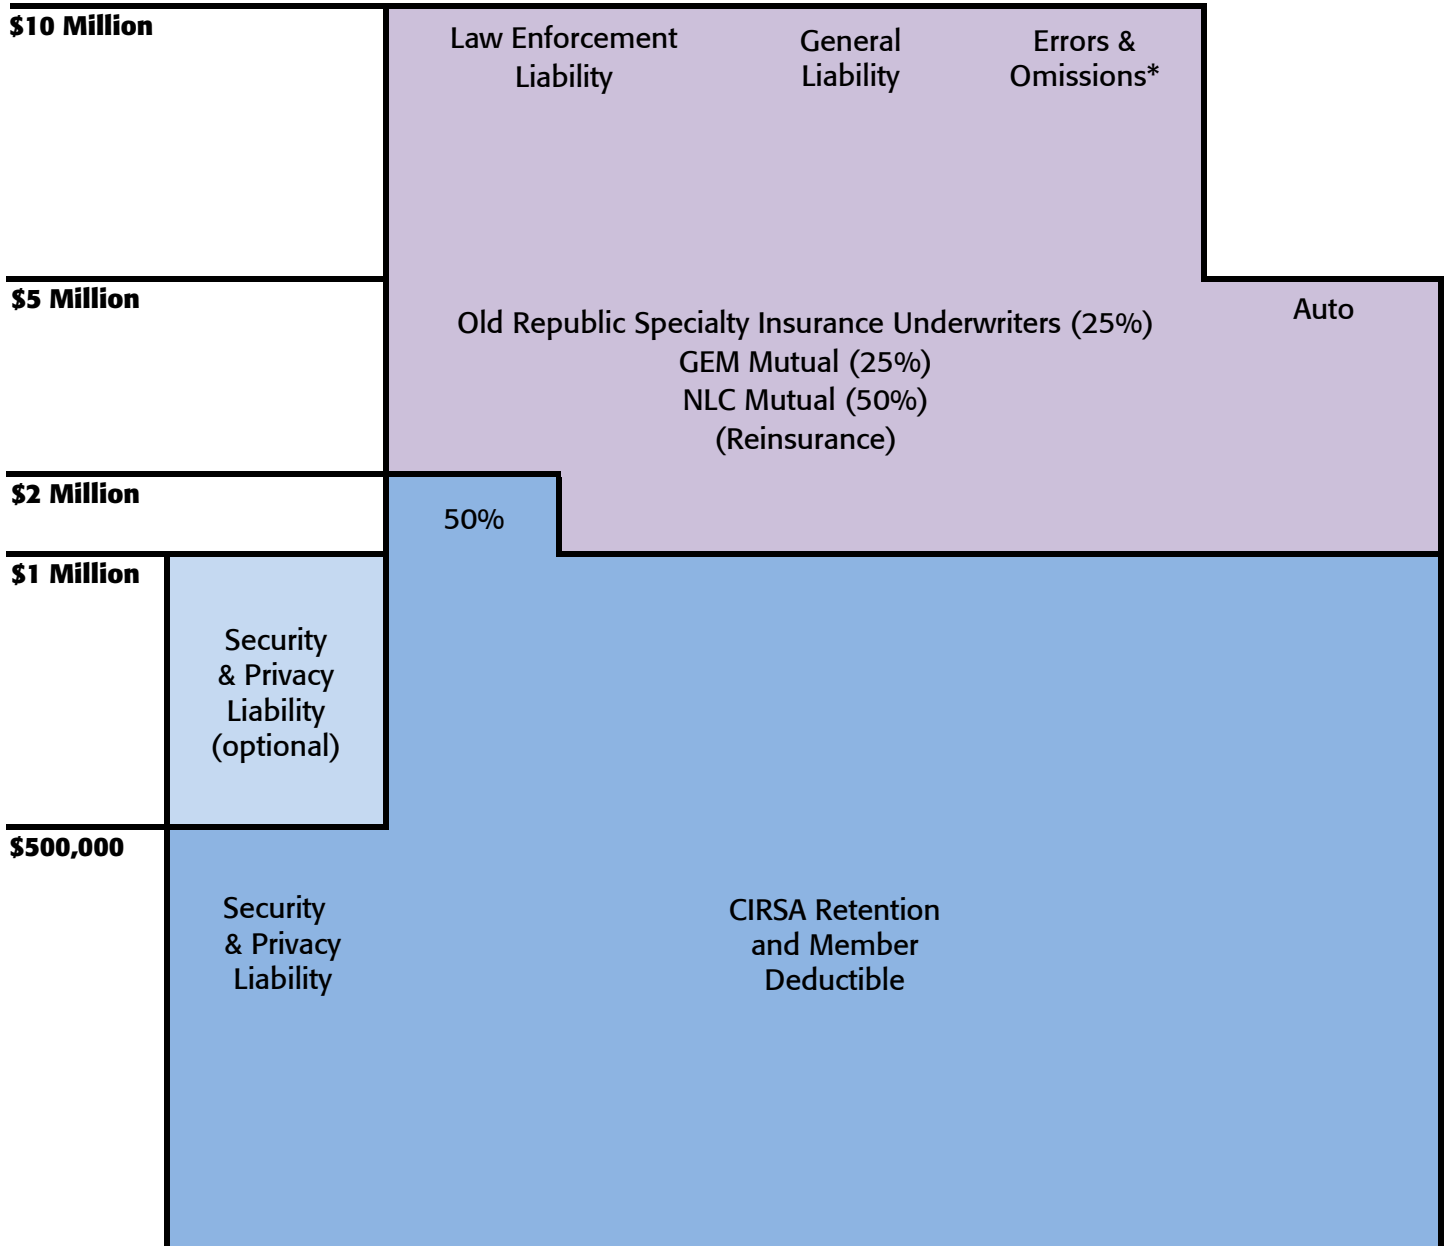 $10 Million
Law Enforcement
Liability
General
Liability
Errors &
Omissions*
$5 Million
Auto
Old Republic Specialty Insurance Underwriters (25%)
GEM Mutual (25%)
NLC Mutual (50%)
(Reinsurance)
$2 Million
50%
$1 Million
Security
& Privacy
Liability
(optional)
$500,000
Security
& Privacy
Liability
CIRSA Retention
and Member
Deductible